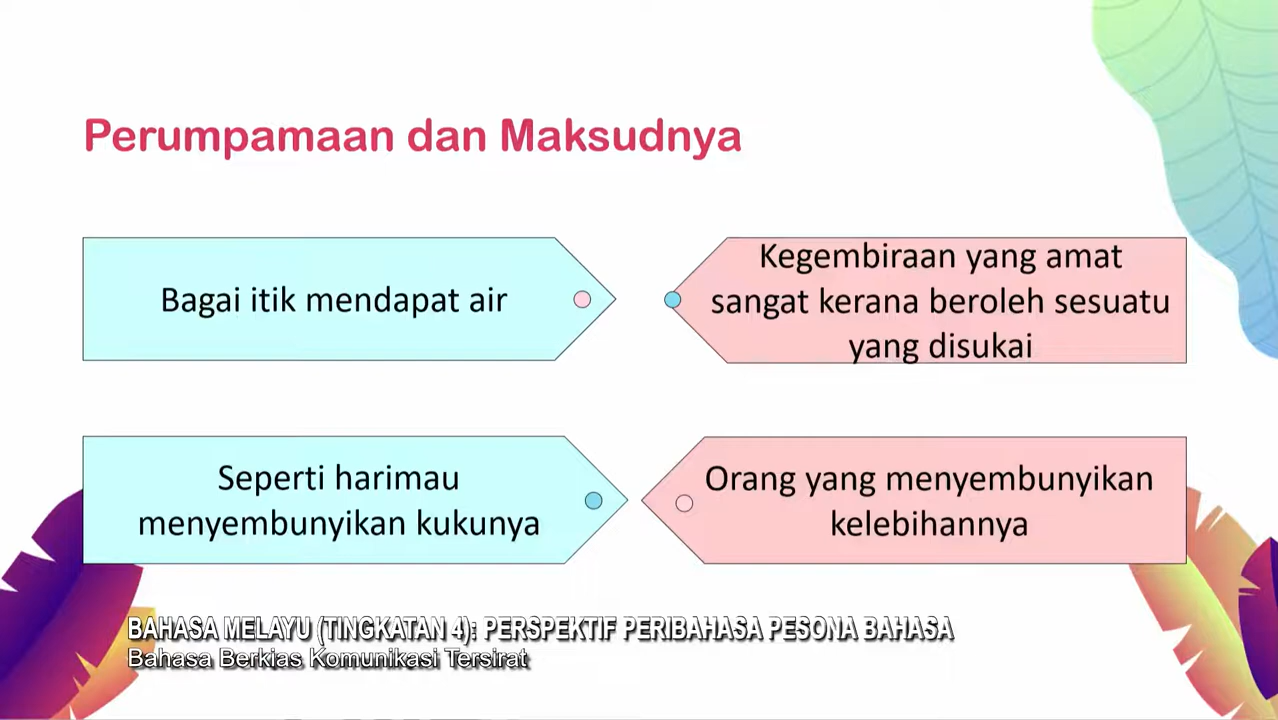 Perumpamaan dan Maksudnya
Bagai itik mendapat air
Kegembiraan yang amat
sangat kerana beroleh sesuatu
yang disukai
Seperti harimau
menyembunyikan kukunya
Orang yang menyembunyikan
kelebihannya
BAHASA MELAYU (TINGKATAN 4): PERSPEKTIF PERIBAHASA PESONA BAHASA
Bahasa Berkias Komunikasi Tersirat